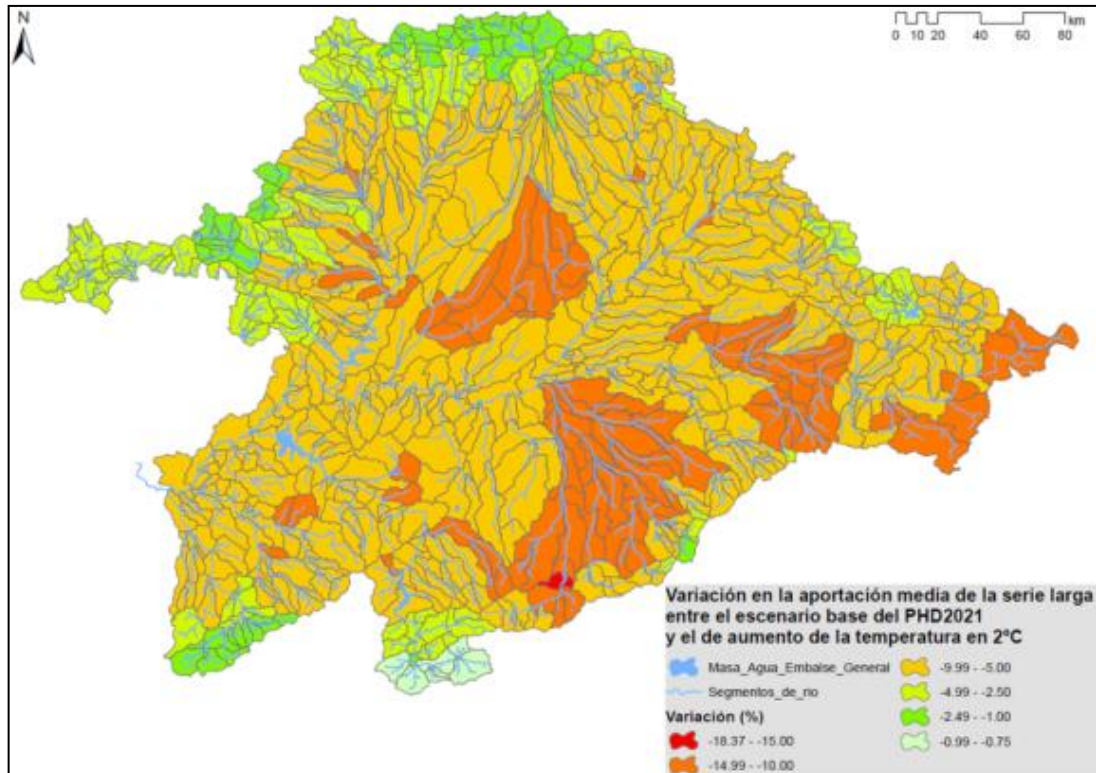 N
km
0 10 20 40 60 80
Variación en la aportación media de la serie larga
entre el escenario base del PHD2021
y el de aumento de la temperatura en 2ºC
Masa_Agua_Embalse_General
Segmentos_de_rio
Variación (%)
-18.37 - -15.00
-14.99 - -10.00
-9.99 - -5.00
-4.99 - -2.50
-2.49 - -1.00
-0.99 - -0.75